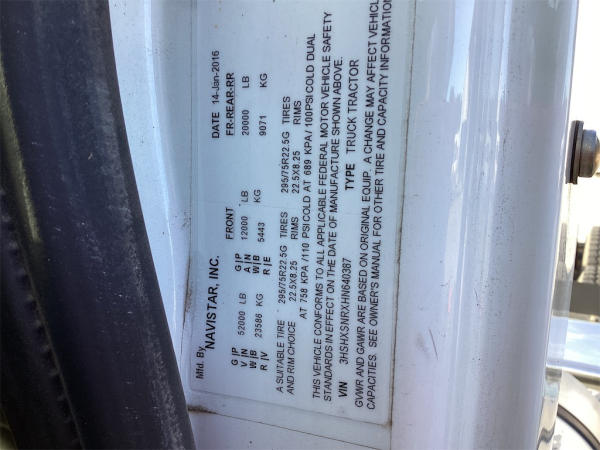 Mfd. By
NAVISTAR, INC. DATE 14-Jan-2016
G|P 52000 LB G|P FRONT 12000 LB FR-REAR-RR 20000 LB
V|IN A|IN
W|B 23586 KG W|B 5443 KG 9071 KG
R|V R|E
A SUITABLE TIRE 295/75R22.5G TIRES 295/75R22.5G TIRES
AND RIM CHOICE 22.5X8.25 RIMS 22.5X8.25 RIMS
AT 758 KPA /110 PSI COLD AT 689 KPA / 100PSI COLD DUAL
THIS VEHICLE CONFORMS TO ALL APPLICABLE FEDERAL MOTOR VEHICLE SAFETY
STANDARDS IN EFFECT ON THE DATE OF MANUFACTURE SHOWN ABOVE.
VIN 3HSHXSNRXHN640387 TYPE TRUCK TRACTOR
GVWR AND GAWR ARE BASED ON ORIGINAL EQUIP. A CHANGE MAY AFFECT VEHICLE
CAPACITIES. SEE OWNER'S MANUAL FOR OTHER TIRE AND CAPACITY INFORMATION